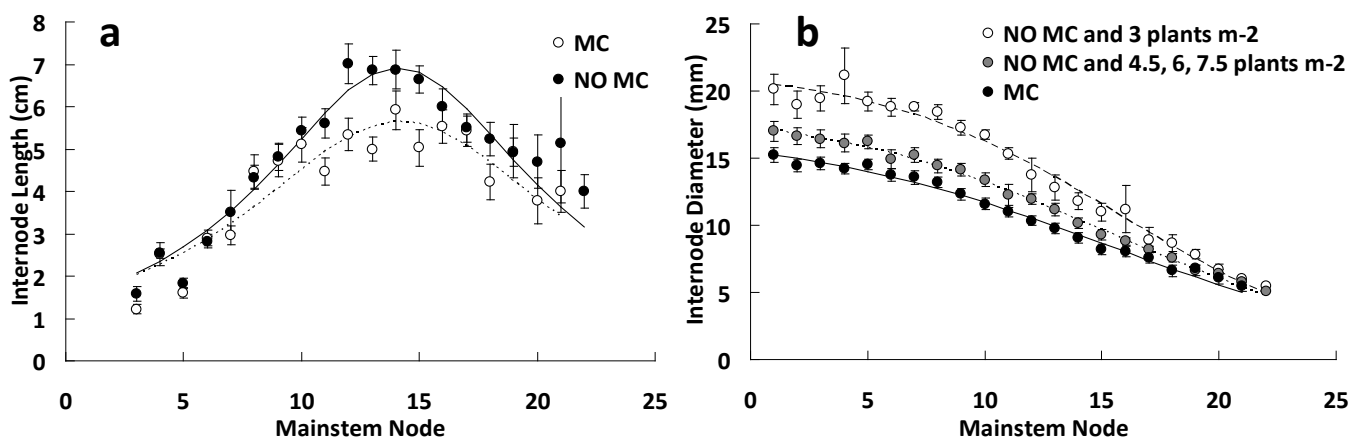 a
MC
NO MC
Internode Length (cm)
8
7
6
5
4
3
2
1
0
0 5 10 15 20 25
Mainstem Node
b
NO MC and 3 plants m-2
NO MC and 4.5, 6, 7.5 plants m-2
MC
Internode Diameter (mm)
25
20
15
10
5
0
0 5 10 15 20 25
Mainstem Node